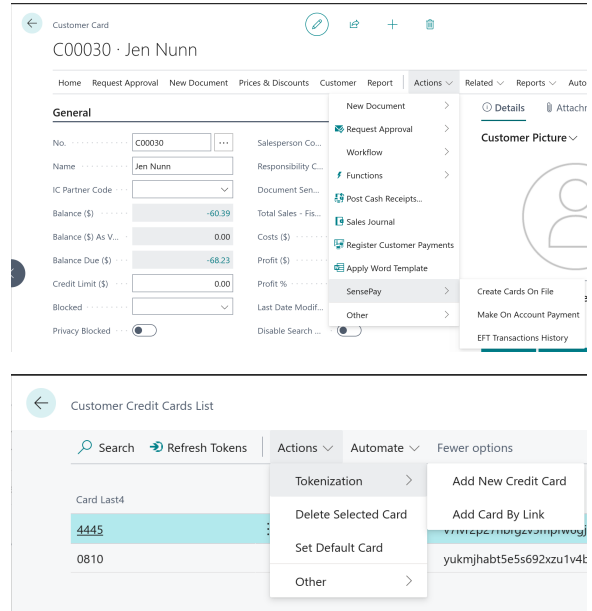 Customer Card
C00030 · Jen Nunn
Home Request Approval New Document Prices & Discounts Customer Report Actions Related Reports Auto
General
No. C00030 ...
Name Jen Nunn
IC Partner Code
Balance ($) -60.39
Balance ($) As V... 0.00
Balance Due ($) -68.23
Credit Limit ($) 0.00
Blocked
Privacy Blocked
Salesperson Co...
Responsibility C...
Document Sen...
Total Sales - Fis...
Costs ($)
Profit ($)
Profit %
Last Date Modif...
Disable Search ...
New Document
Request Approval
Workflow
Functions
Post Cash Receipts...
Sales Journal
Register Customer Payments
Apply Word Template
SensePay
Other
Details Attachr
Customer Picture
Create Cards On File
Make On Account Payment
EFT Transactions History
Customer Credit Cards List
Search Refresh Tokens Actions Automate Fewer options
Tokenization
Delete Selected Card
Set Default Card
Other
Add New Credit Card
Add Card By Link
Card Last4
4445
0810 yukmjhabt5e5s692xzu1v4b